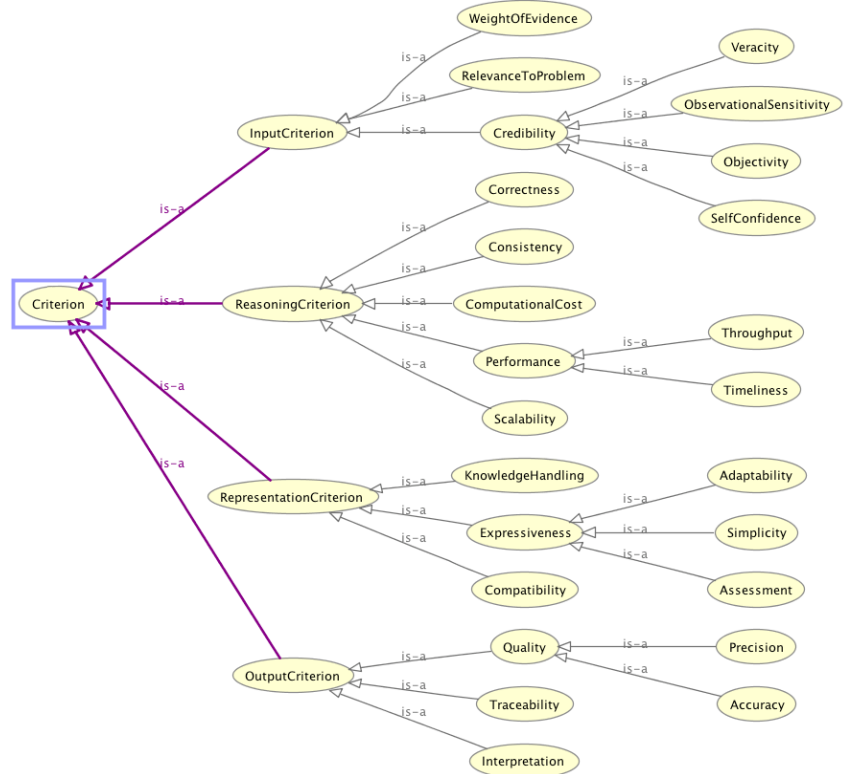 WeightOfEvidence
is-a
Veracity
is-a
RelevanceToProblem
is-a
is-a
ObservationalSensitivity
InputCriterion
is-a
Credibility
is-a
is-a
Objectivity
is-a
Correctness
is-a
SelfConfidence
is-a
is-a
Consistency
is-a
Criterion
is-a
ReasoningCriterion
is-a
ComputationalCost
is-a
Performance
is-a
Throughput
is-a
is-a
Timeliness
is-a
Scalability
is-a
KnowledgeHandling
Adaptability
is-a
RepresentationCriterion
is-a
is-a
Expressiveness
is-a
Simplicity
is-a
is-a
Compatibility
Assessment
is-a
Quality
is-a
Precision
OutputCriterion
is-a
is-a
Traceability
Accuracy
is-a
Interpretation